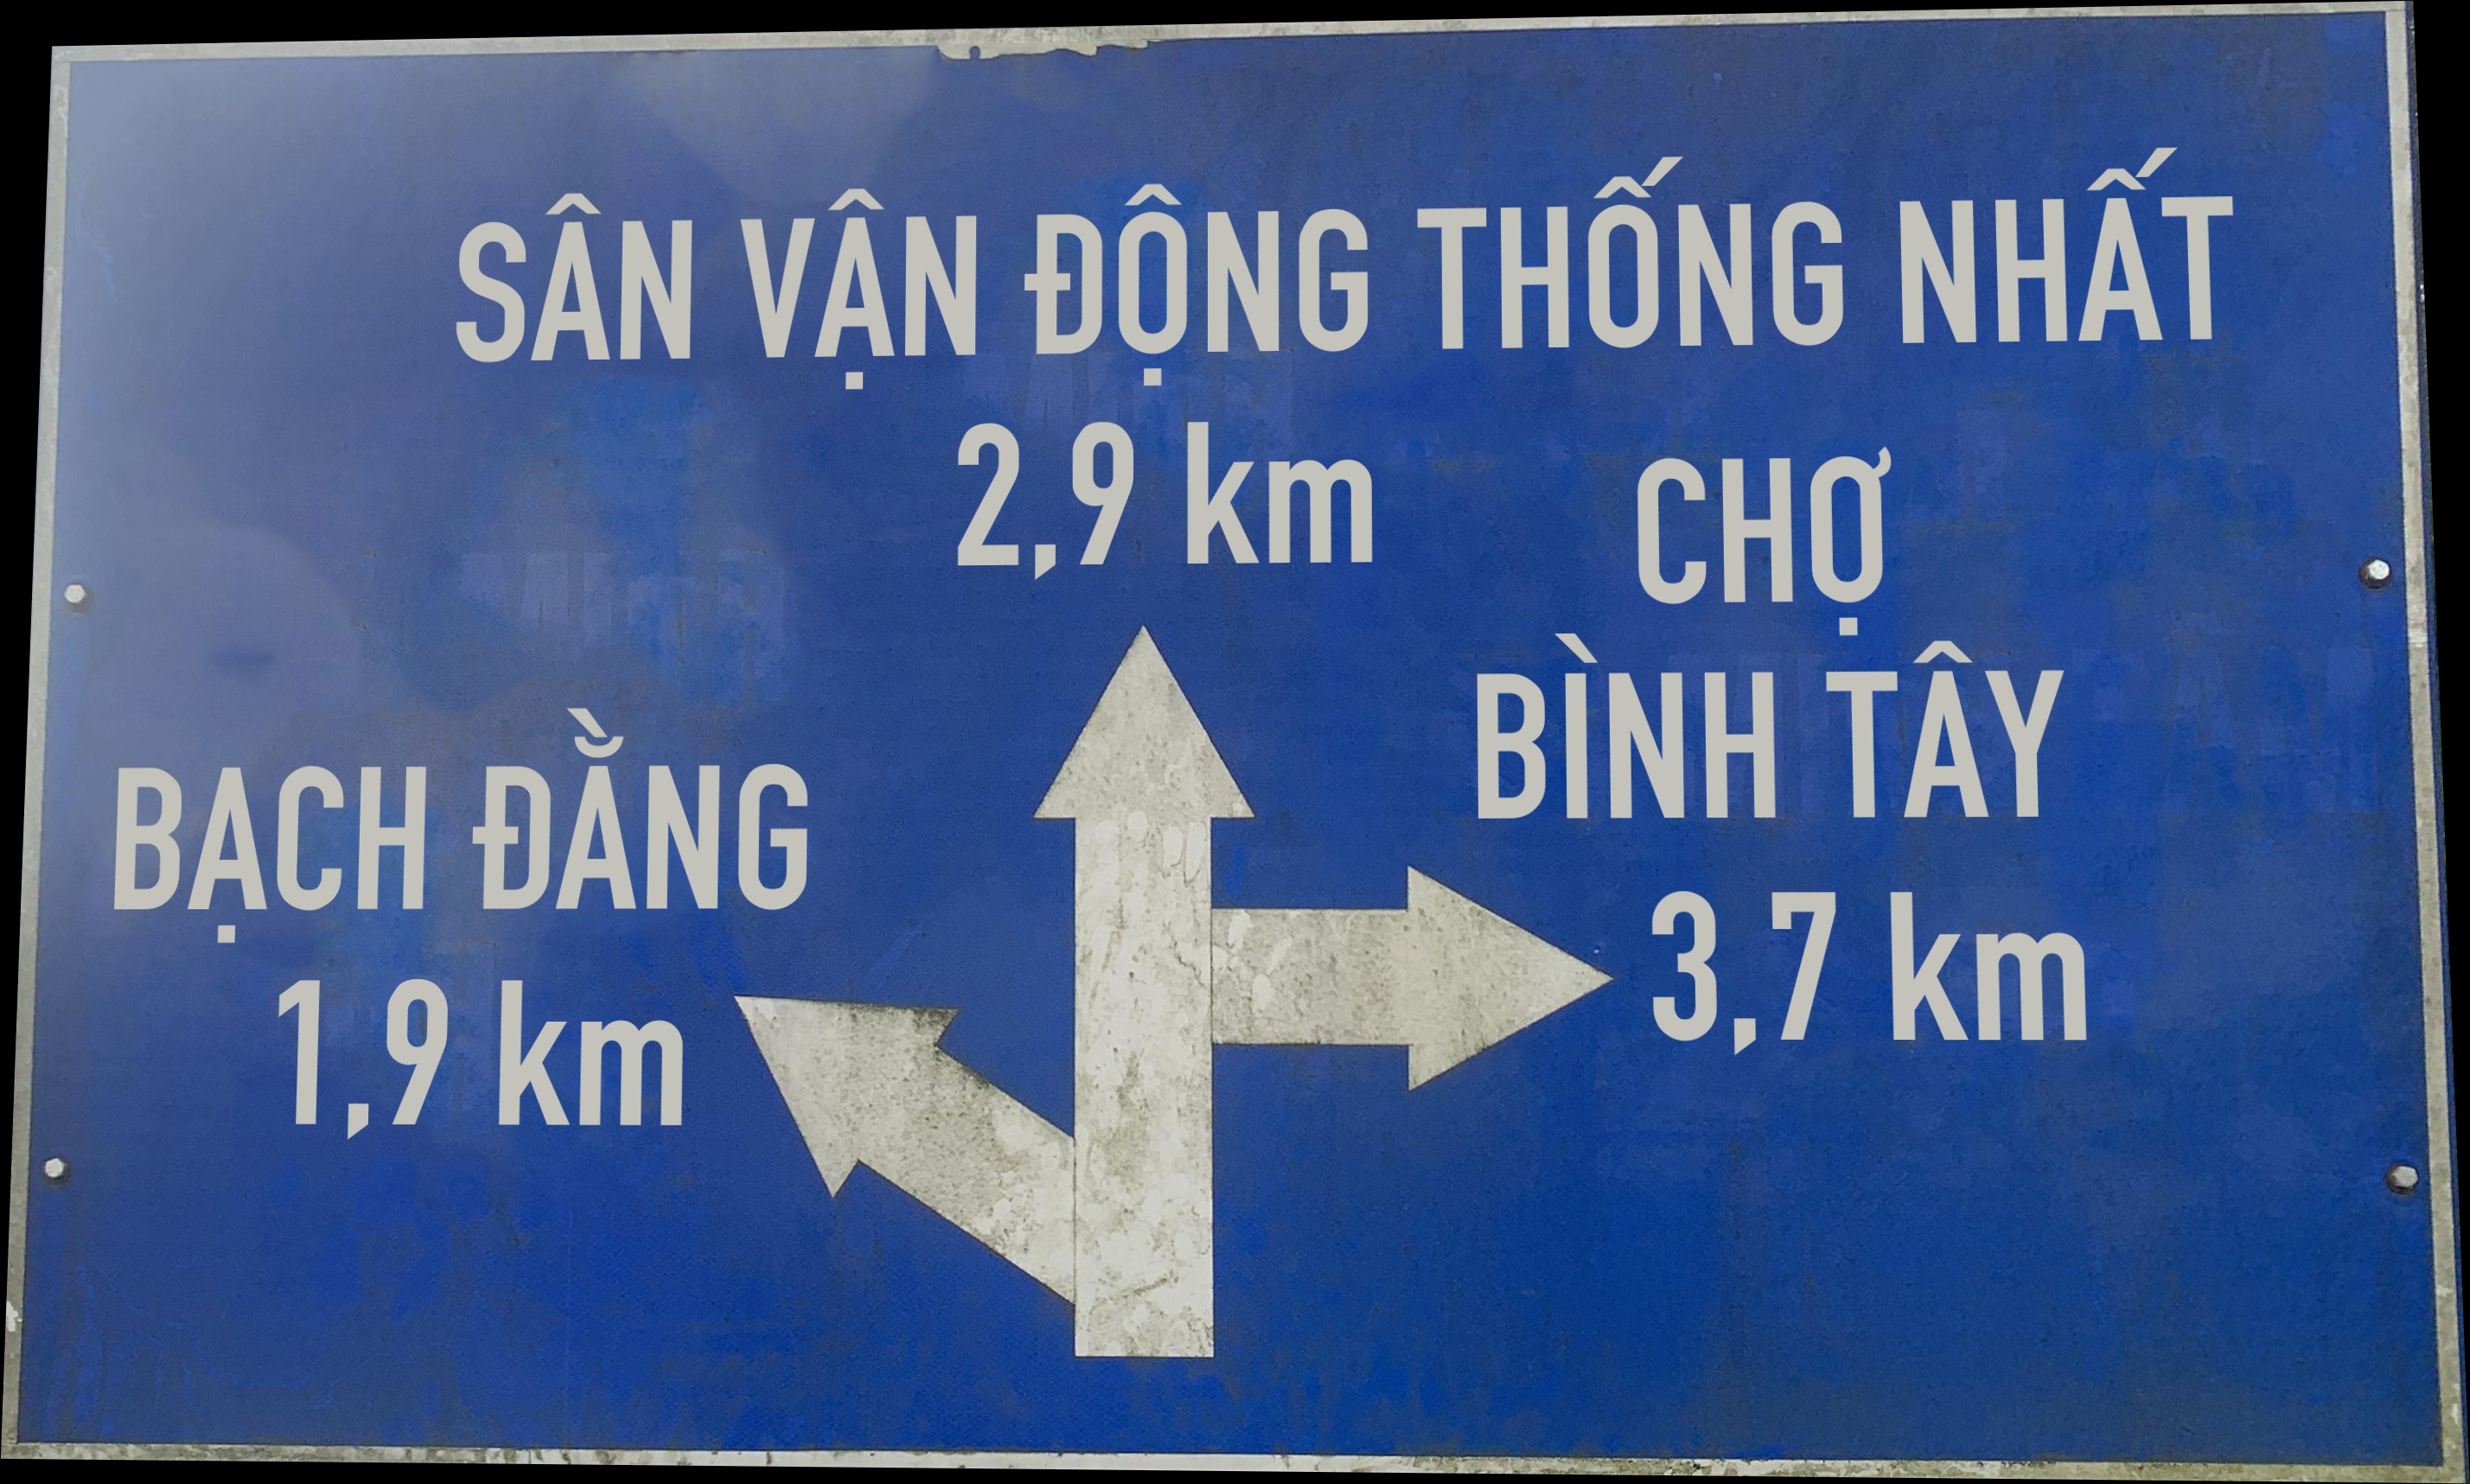 SÂN VẬN ĐỘNG THỐNG NHẤT
2,9 km
CHỢ
BÌNH TÂY
3,7 km
BẠCH ĐẰNG
1,9 km